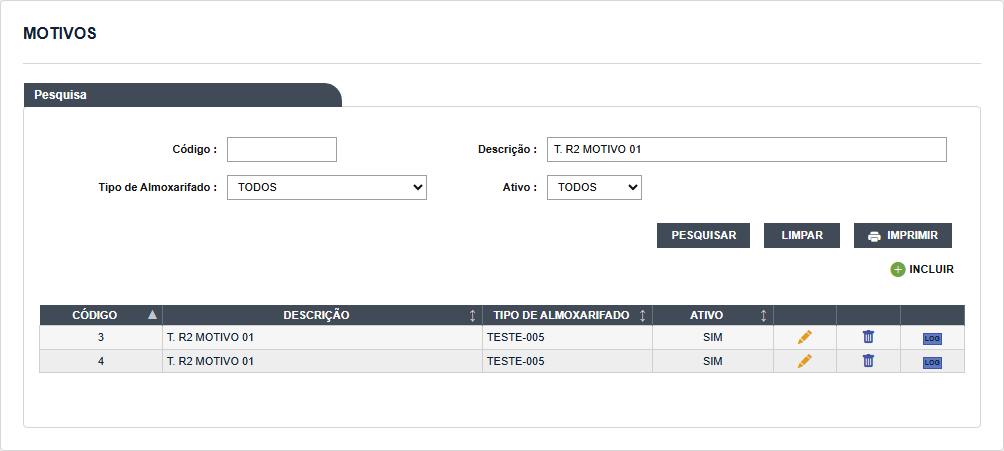 MOTIVOS
Pesquisa
Código :
Descrição : T. R2 MOTIVO 01
Tipo de Almoxarifado : TODOS
Ativo : TODOS
PESQUISAR LIMPAR IMPRIMIR
INCLUIR
CÓDIGO DESCRIÇÃO TIPO DE ALMOXARIFADO ATIVO
3 T. R2 MOTIVO 01 TESTE-005 SIM LOG
4 T. R2 MOTIVO 01 TESTE-005 SIM LOG